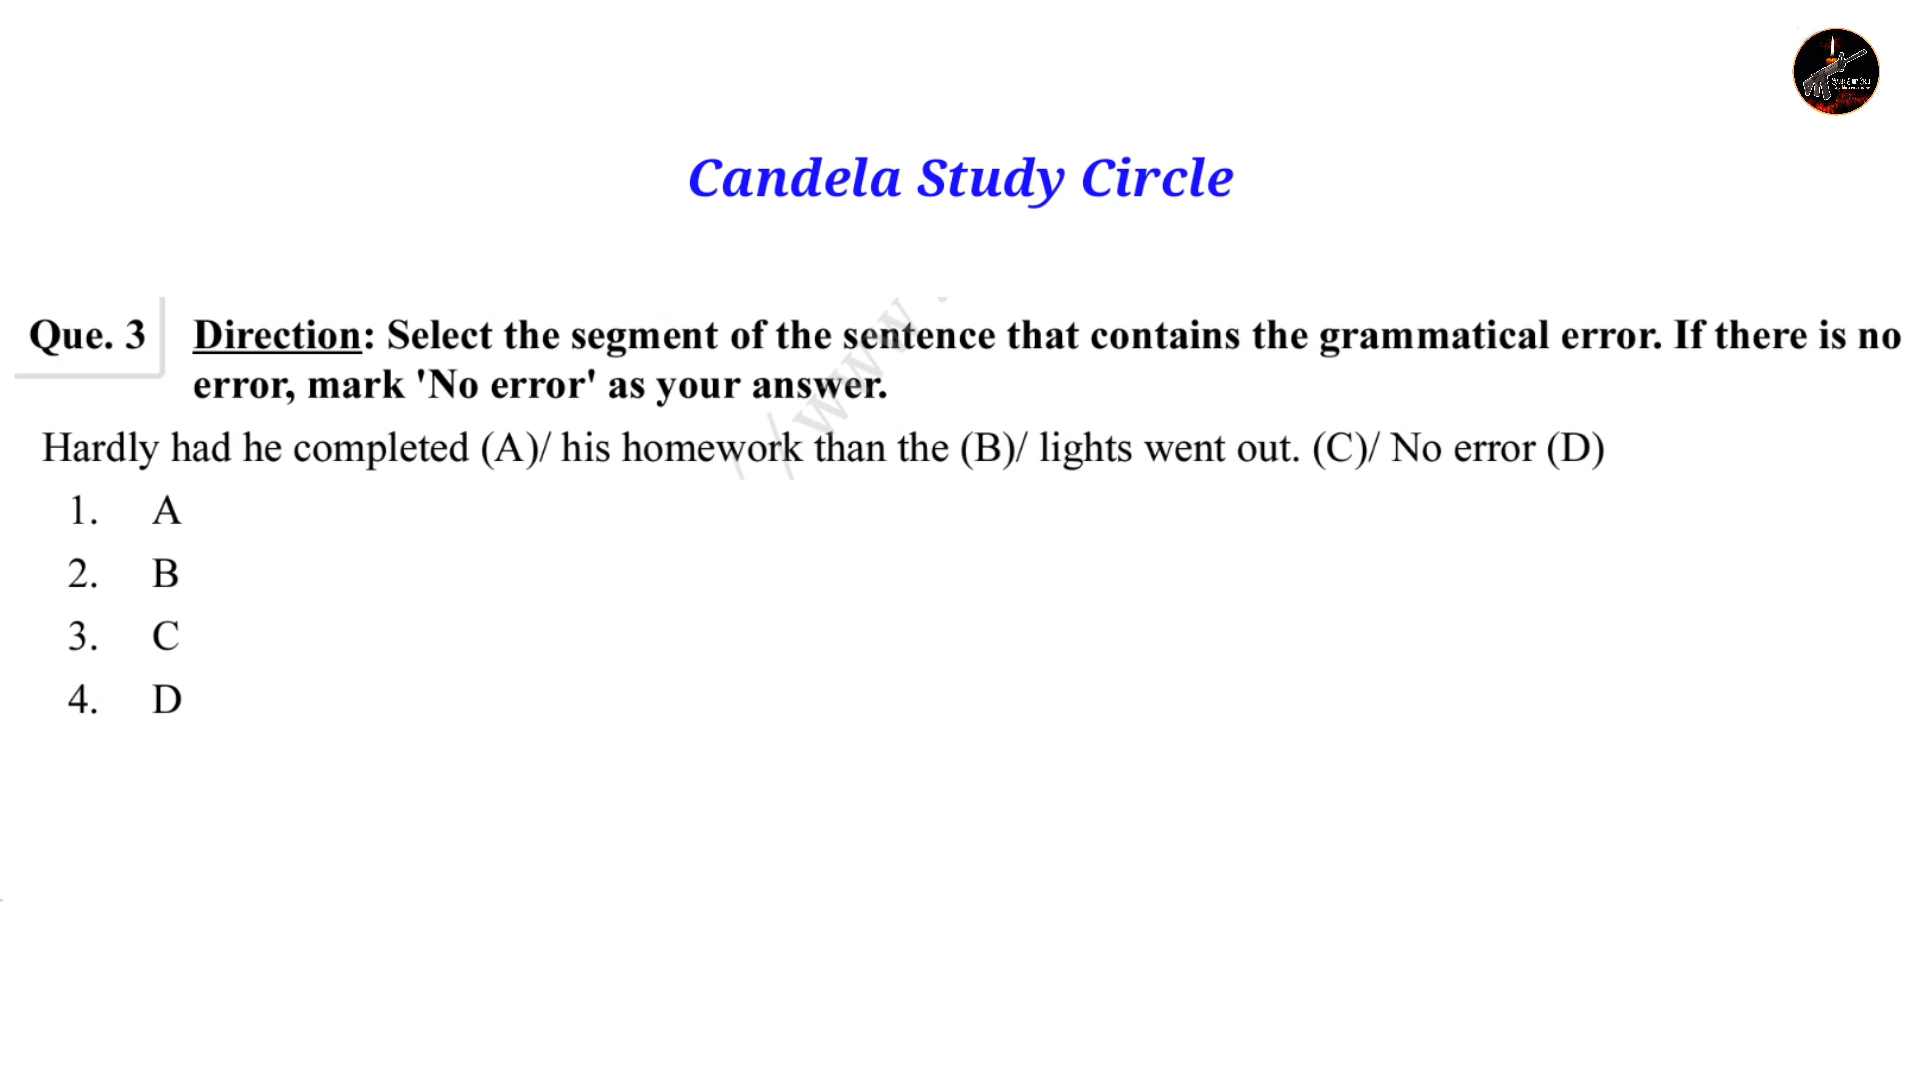 Candela Study Circle
Que. 3 Direction: Select the segment of the sentence that contains the grammatical error. If there is no
error, mark 'No error' as your answer.
www
Hardly had he completed (A)/ his homework than the (B)/ lights went out. (C)/ No error (D)
1. A
2. B
3. C
4. D